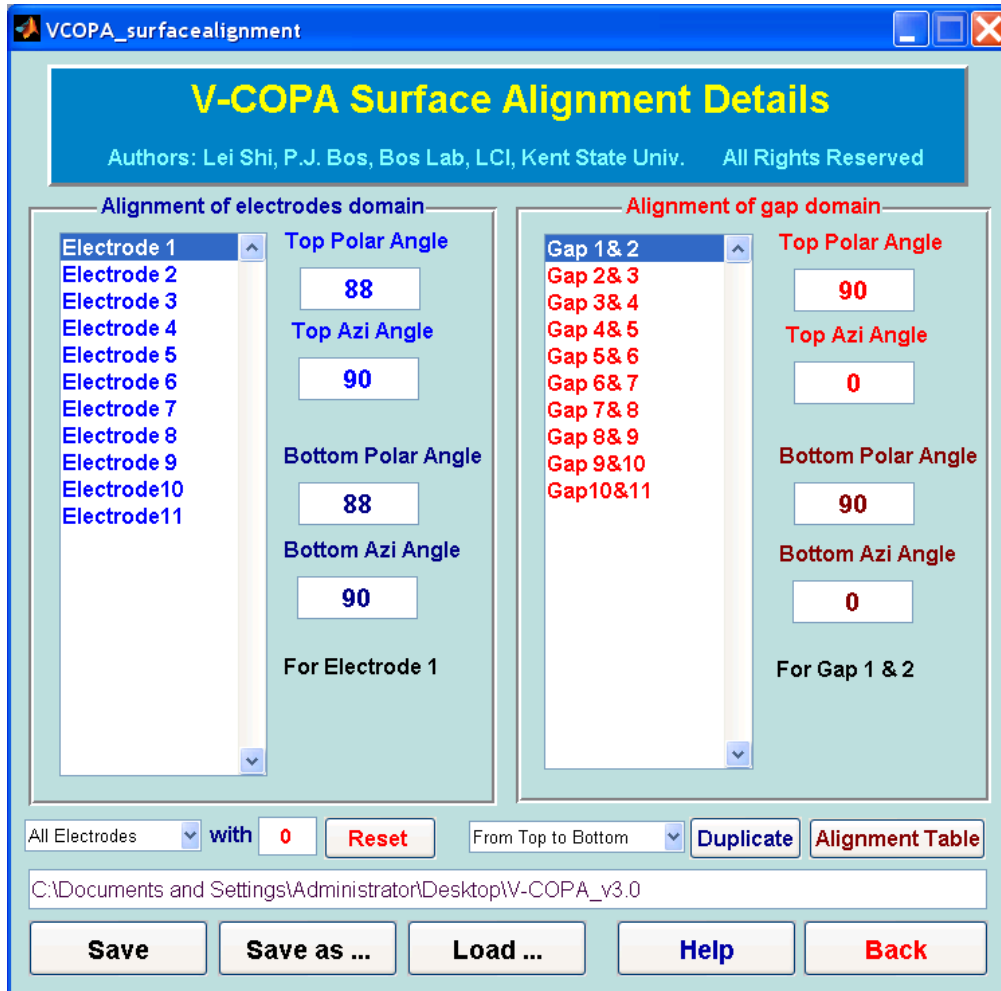 VCOPA_surfacealignment
V-COPA Surface Alignment Details
Authors: Lei Shi, P.J. Bos, Bos Lab, LCI, Kent State Univ. All Rights Reserved
Alignment of electrodes domain
Electrode 1
Electrode 2
Electrode 3
Electrode 4
Electrode 5
Electrode 6
Electrode 7
Electrode 8
Electrode 9
Electrode10
Electrode11
Top Polar Angle
88
Top Azi Angle
90
Bottom Polar Angle
88
Bottom Azi Angle
90
For Electrode 1
Alignment of gap domain
Gap 1& 2
Gap 2& 3
Gap 3& 4
Gap 4& 5
Gap 5& 6
Gap 6& 7
Gap 7& 8
Gap 8& 9
Gap 9&10
Gap10&11
Top Polar Angle
90
Top Azi Angle
0
Bottom Polar Angle
90
Bottom Azi Angle
0
For Gap 1 & 2
All Electrodes with 0 Reset From Top to Bottom Duplicate Alignment Table
C:\Documents and Settings\Administrator\Desktop\V-COPA_v3.0
Save Save as ... Load ... Help Back